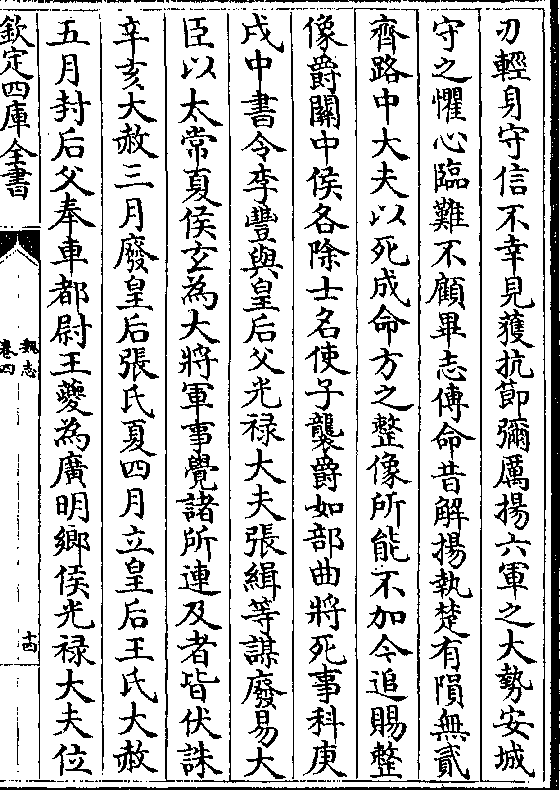 刃輕身守信不幸見獲抗節彌厲揚六軍之大勢安城
守之懼心臨難不顧畢志傳命昔解揚執楚有隕無貳
齊路中大夫以死成命方之整像所能不加今追賜整
像爵關中侯各除士名使子襲爵如部曲將死事科庚
戌中書令李豐與皇后父光祿大夫張緝等謀廢易大
臣以太常夏侯玄為大將軍事覺諸所連及者皆伏誅
辛亥大赦三月廢皇后張氏夏四月立皇后王氏大赦
五月封后父奉車都尉王夔為廣明鄉侯光祿大夫位
欽定四庫全書
魏志
卷四
十四